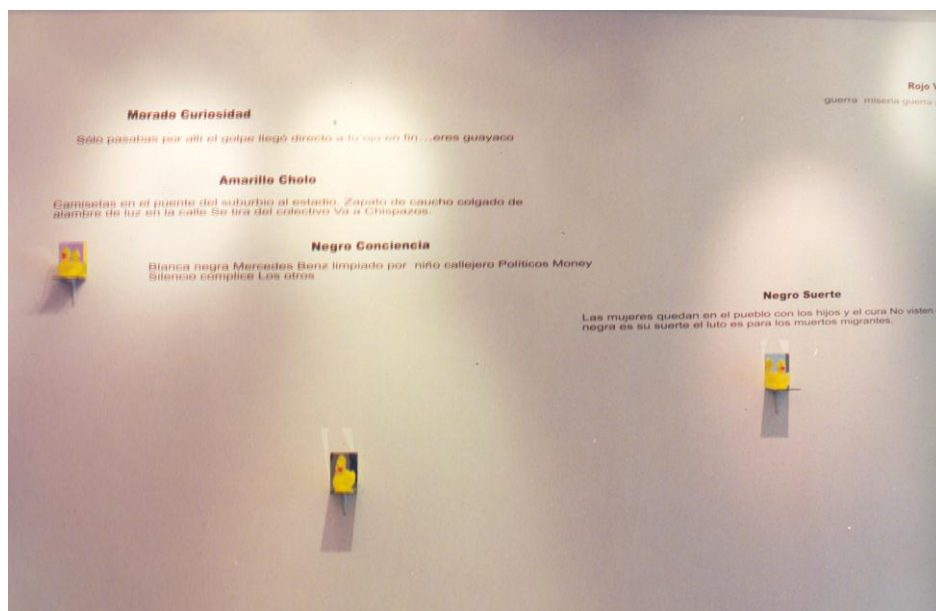 Morado Curiosidad
Sólo pasabas por allí el golpe llegó directo a tu ojo en fin...eres guayaco
Amarillo Cholo
Camisetas en el puente del suburbio al estadio. Zapato de caucho colgado de
alambre de luz en la calle Se tira del colectivo Va a Chispazos.
Negro Conciencia
Blanca negra Mercedes Benz limpiado por niño callejero Políticos Money
Silencio cómplice Los otros
Rojo
guerra miseria guerra
Negro Suerte
Las mujeres quedan en el pueblo con los hijos y el cura No visten
negra es su suerte el luto es para los muertos migrantes.